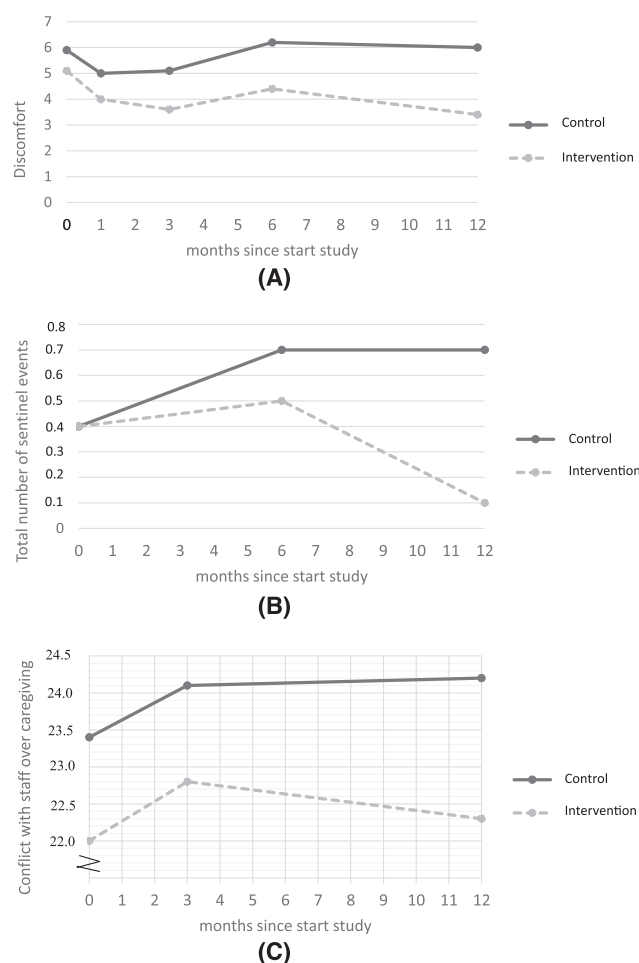 7
6
5
4
3
2
1
0
Discomfort
0 1 2 3 4 5 6 7 8 9 10 11 12
months since start study
Control
Intervention
(A)
0.8
0.7
0.6
0.5
0.4
0.3
0.2
0.1
0
Total number of sentinel events
0 1 2 3 4 5 6 7 8 9 10 11 12
months since start study
Control
Intervention
(B)
24.5
24.0
23.5
23.0
22.5
22.0
Conflict with staff over caregiving
0 1 2 3 4 5 6 7 8 9 10 11 12
months since start study
Control
Intervention
(C)